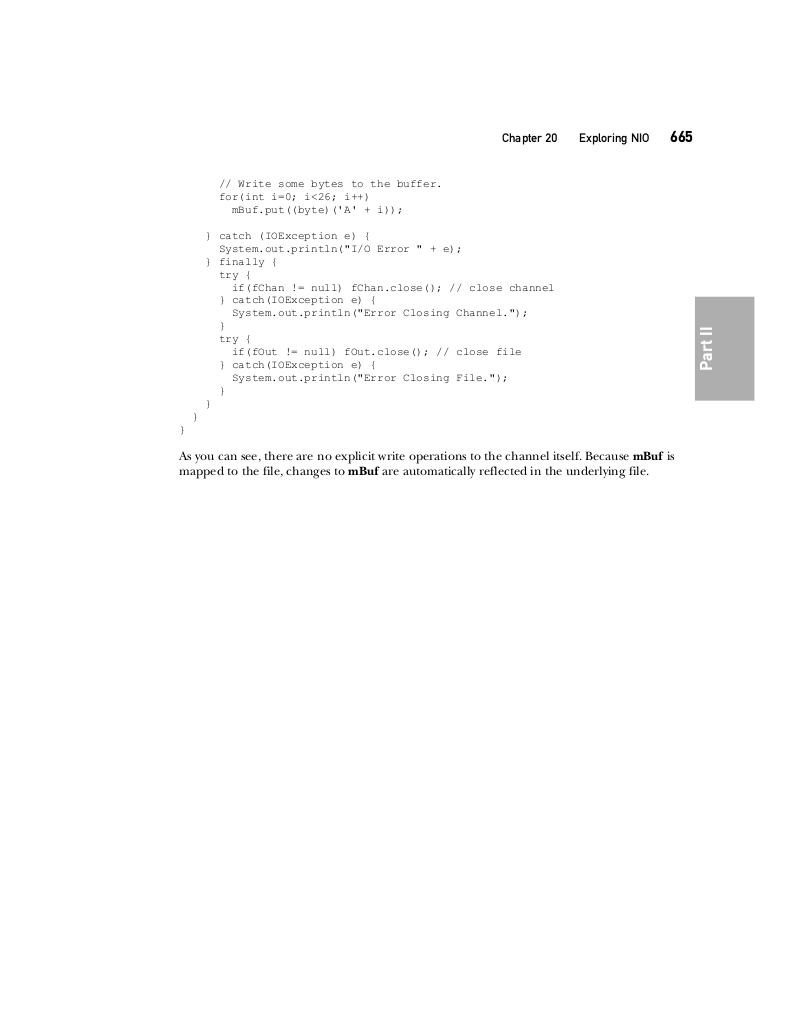 Chapter 20 Exploring NIO 665
// Write some bytes to the buffer.
for(int i=0; i<26; i++)
mBuf.put((byte)('A' + i));
} catch (IOException e) {
System.out.println("I/O Error " + e);
} finally {
try {
if(fChan != null) fChan.close(); // close channel
} catch(IOException e) {
System.out.println("Error Closing Channel.");
}
try {
if(fOut != null) fOut.close(); // close file
} catch(IOException e) {
System.out.println("Error Closing File.");
}
}
}
}
Part II
As you can see, there are no explicit write operations to the channel itself. Because mBuf is
mapped to the file, changes to mBuf are automatically reflected in the underlying file.